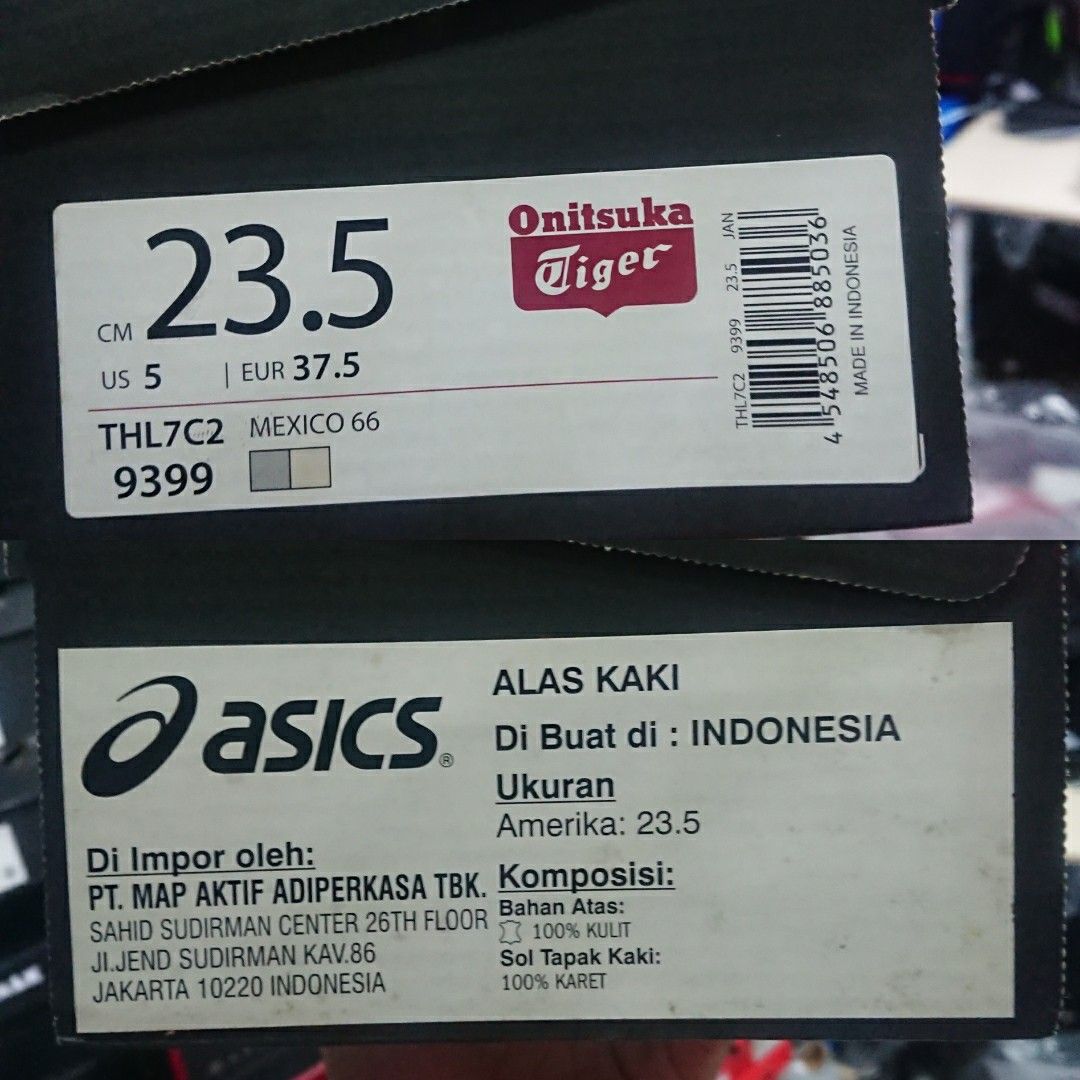 CM 23.5
US 5 | EUR 37.5
THL7C2 MEXICO 66
9399
Onitsuka
Tiger
THL7C2 9399 23.5 JAN
4 548506 885036
MADE IN INDONESIA
asics®
Di Impor oleh:
PT. MAP AKTIF ADIPERKASA TBK.
SAHID SUDIRMAN CENTER 26TH FLOOR
JI.JEND SUDIRMAN KAV.86
JAKARTA 10220 INDONESIA
ALAS KAKI
Di Buat di : INDONESIA
Ukuran
Amerika: 23.5
Komposisi:
Bahan Atas:
100% KULIT
Sol Tapak Kaki:
100% KARET